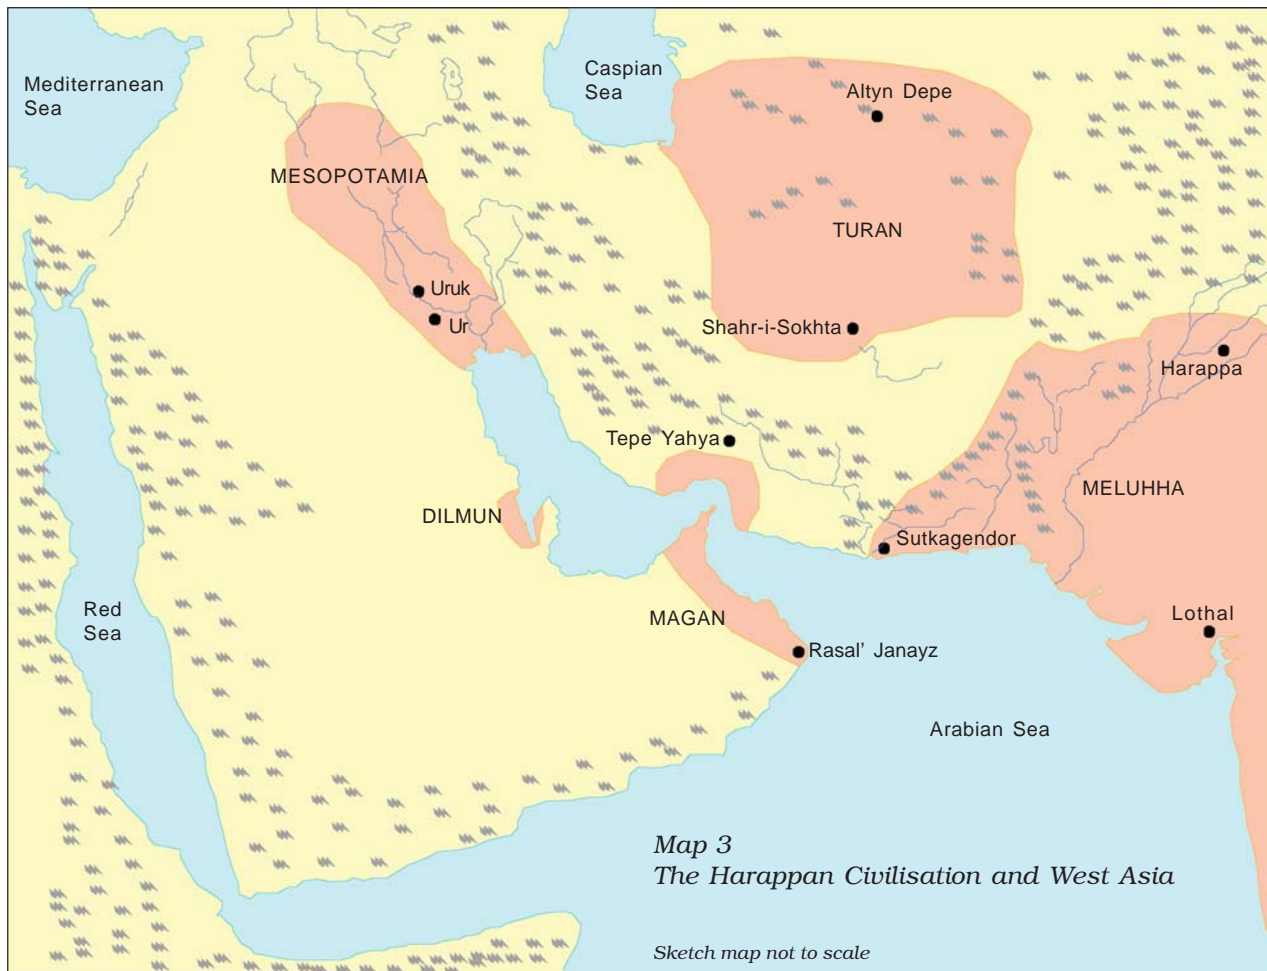 Mediterranean
Sea
Caspian
Sea
Altyn Depe
MESOPOTAMIA
TURAN
Uruk
Ur
Shahr-i-Sokhta
Harappa
Tepe Yahya
MELUHHA
DILMUN
Sutkagendor
Red
Sea
MAGAN
Lothal
Rasal’ Janayz
Arabian Sea
Map 3
The Harappan Civilisation and West Asia
Sketch map not to scale